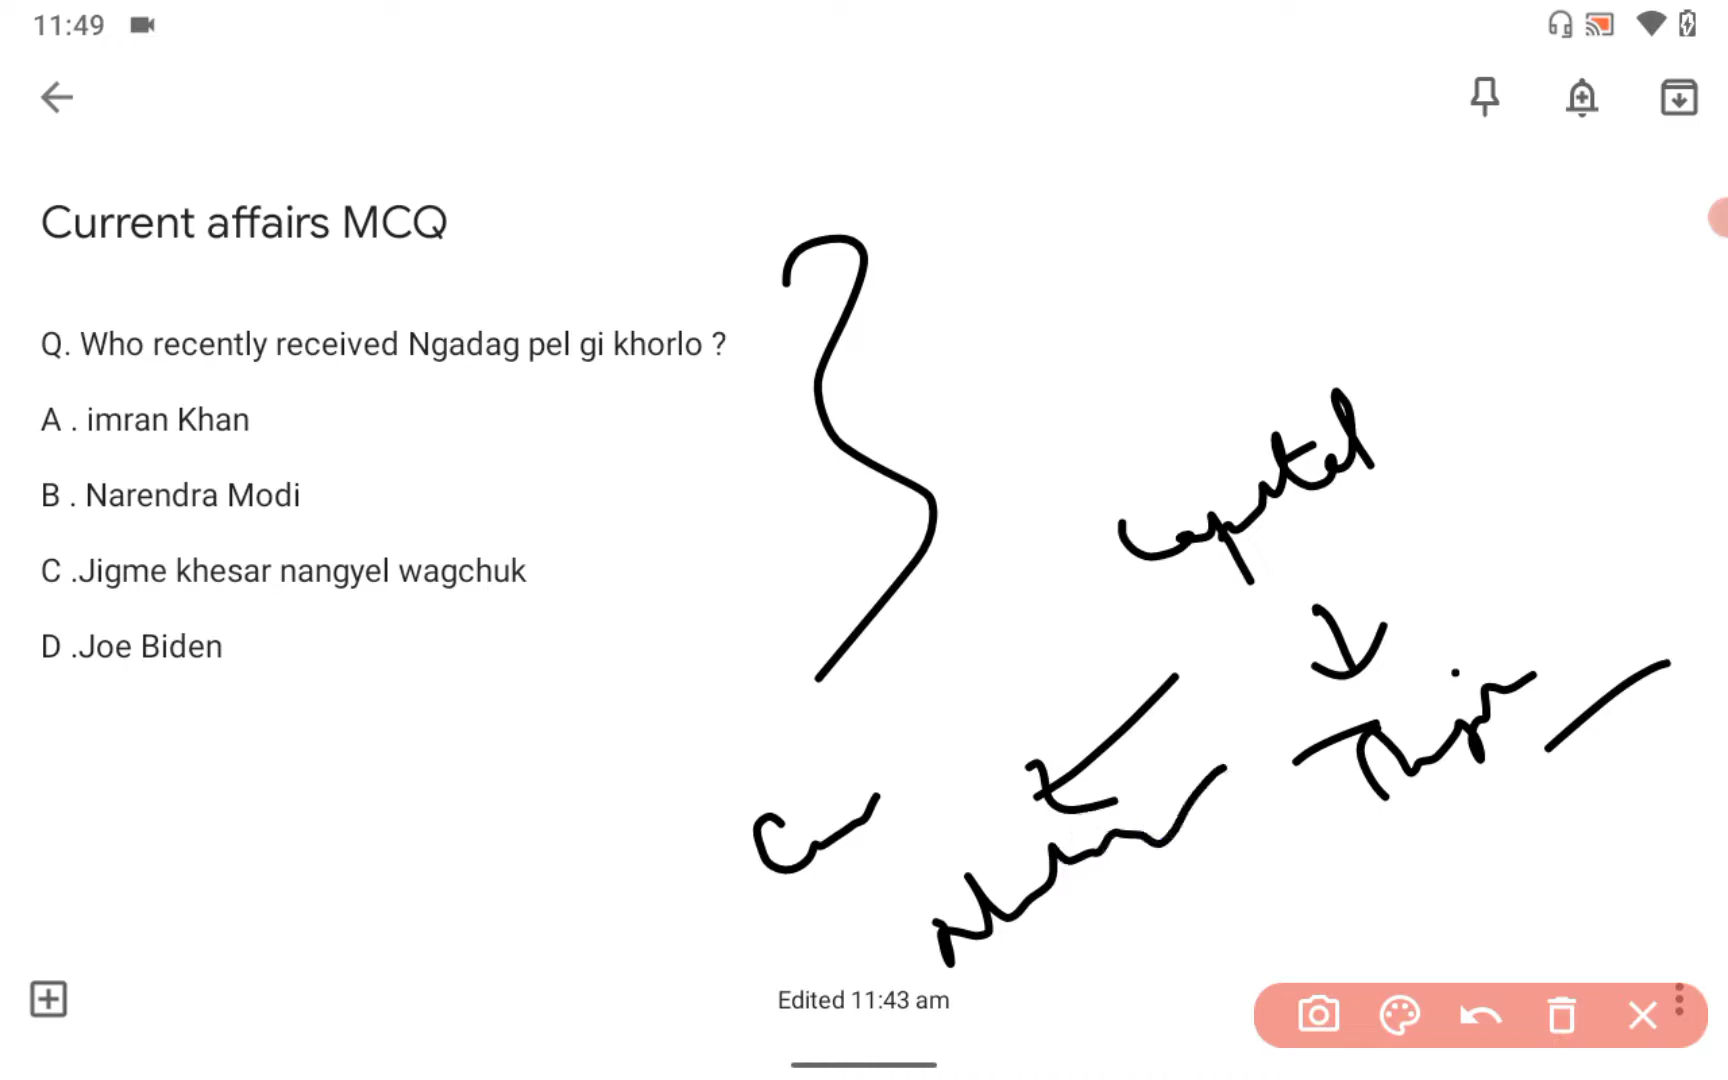 11:49
Current affairs MCQ
Q. Who recently received Ngadag pel gi khorlo ?
A . imran Khan
B . Narendra Modi
C .Jigme khesar nangyel wagchuk
D .Joe Biden
Capital
Edited 11:43 am